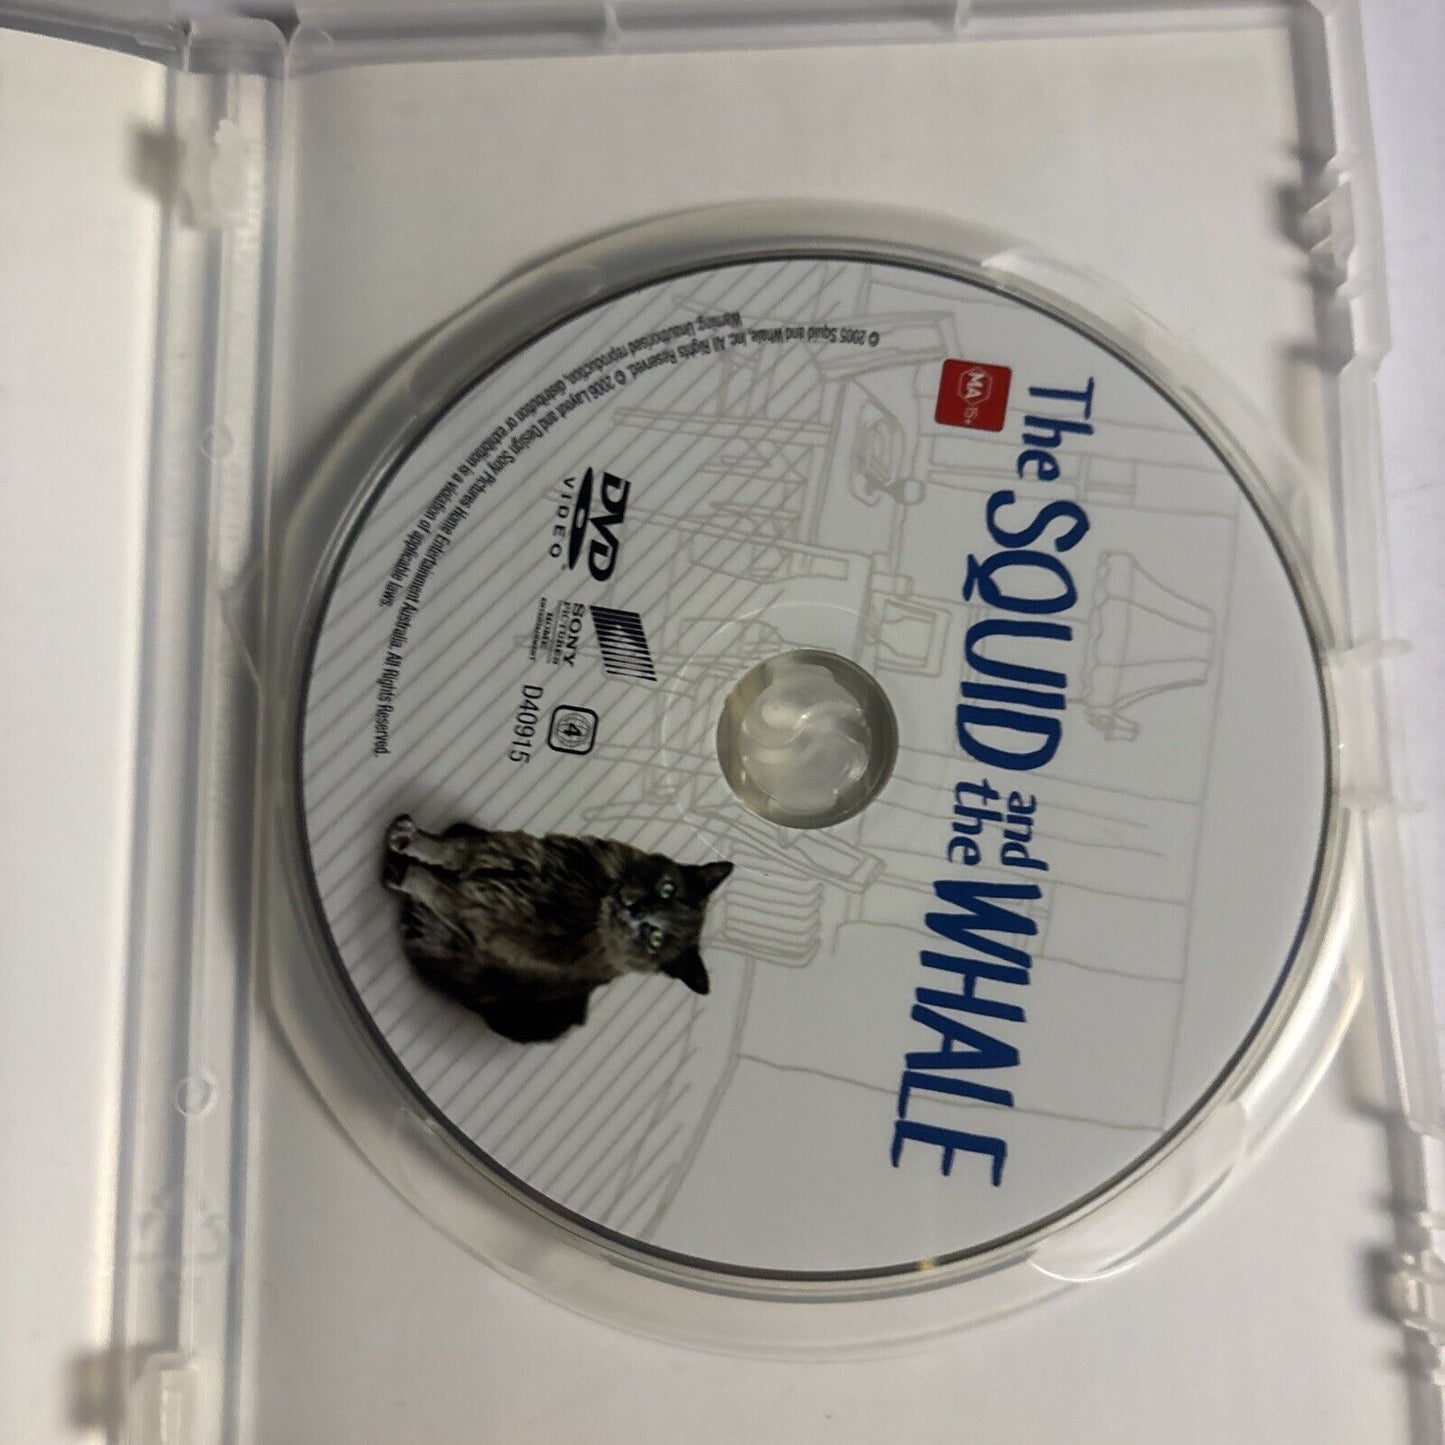 The SQUID and the WHALE
MA 15+
DVD
VIDEO
SONY
PICTURES
HOME
ENTERTAINMENT
4
D40915
© 2005 Squid and Whale, Inc. All Rights Reserved. © 2006 Layout and Design Sony Pictures Home Entertainment Australia. All Rights Reserved.
Warning: Unauthorised reproduction, distribution or exhibition is a violation of applicable laws.